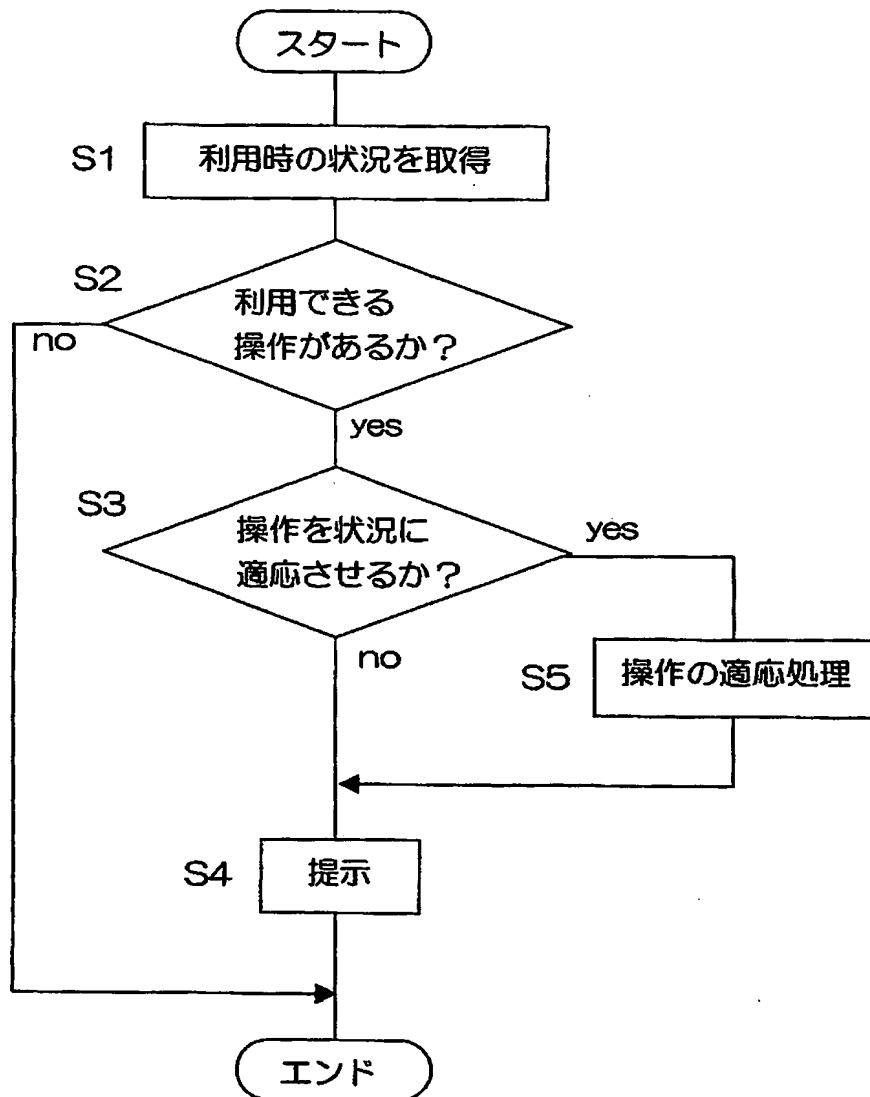 スタート
S1
利用時の状況を取得
S2
利用できる
操作があるか？
no
yes
S3
操作を状況に
適応させるか？
yes
no
S5
操作の適応処理
S4
提示
エンド